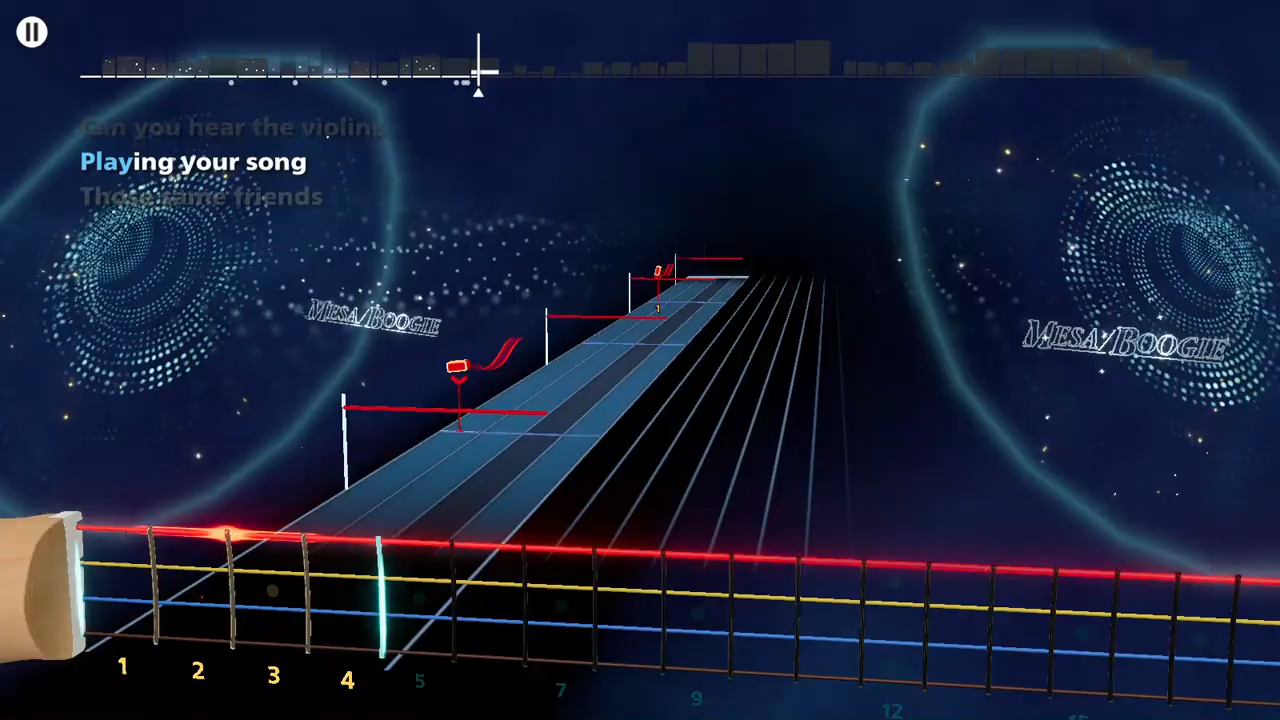 Can you hear the violins
Playing your song
Those same friends
MESA/BOOGIE
MESA/BOOGIE
1
1 2 3 4 5 7 9 12